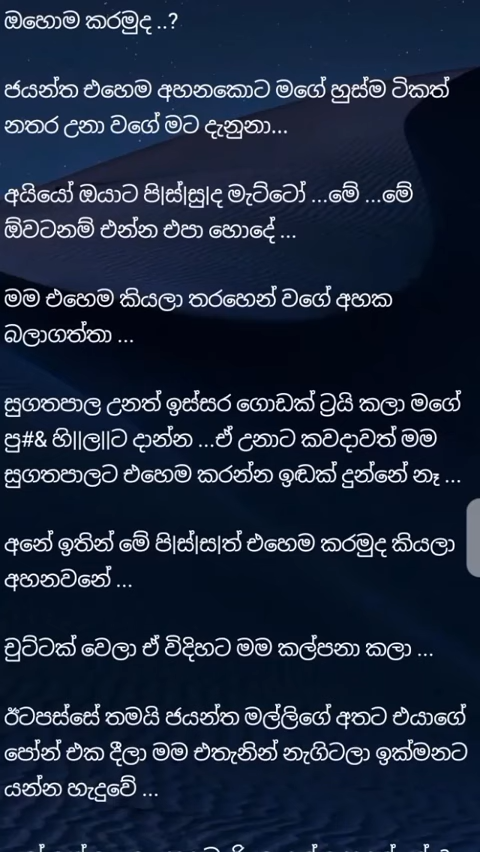 ඔහොම කරමුද ..?
ජයන්ත එහෙම අහනකොට මගේ හුස්ම ටිකත්
නතර උනා වගේ මට දැනුනා...
අයියෝ ඔයාට පි|ස්|සු|ද මැට්ටෝ ...මේ ...මේ
ඕවටනම් එන්න එපා හොදේ ...
මම එහෙම කියලා තරහෙන් වගේ අහක
බලාගත්තා ...
සුගතපාල උනත් ඉස්සර ගොඩක් ට්‍රයි කලා මගේ
පු#& හි||ල||ට දාන්න ...ඒ උනාට කවදාවත් මම
සුගතපාලට එහෙම කරන්න ඉඬක් දුන්නේ නෑ ...
අනේ ඉතින් මේ පි|ස්|ස|ත් එහෙම කරමුද කියලා
අහනවනේ ...
චුට්ටක් වෙලා ඒ විදිහට මම කල්පනා කලා ...
ඊටපස්සේ තමයි ජයන්ත මල්ලිගේ අතට එයාගේ
පෝන් එක දීලා මම එතැනින් නැගිටලා ඉක්මනට
යන්න හැදුවේ ...